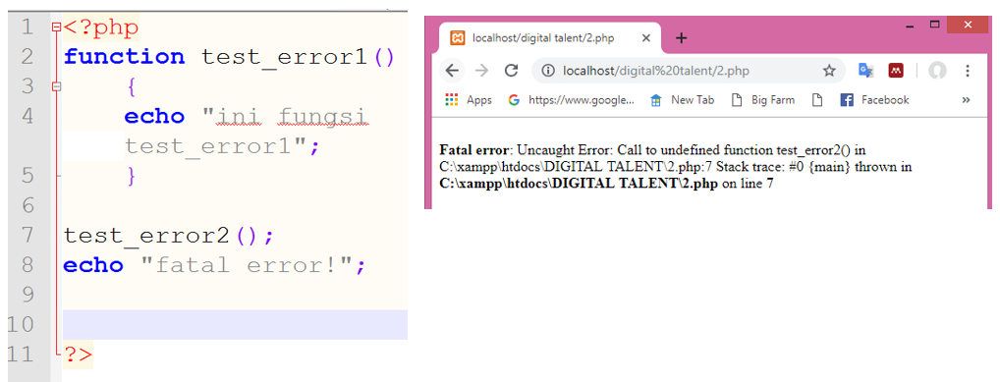 1 <?php
2 function test_error1()
3 {
4 echo "ini fungsi
test_error1";
5 }
6
7 test_error2();
8 echo "fatal error!";
9
10
11 ?>
localhost/digital talent/2.php
localhost/digital%20talent/2.php
Apps https://www.google... New Tab Big Farm Facebook »
Fatal error: Uncaught Error: Call to undefined function test_error2() in
C:\xampp\htdocs\DIGITAL TALENT\2.php:7 Stack trace: #0 {main} thrown in
C:\xampp\htdocs\DIGITAL TALENT\2.php on line 7